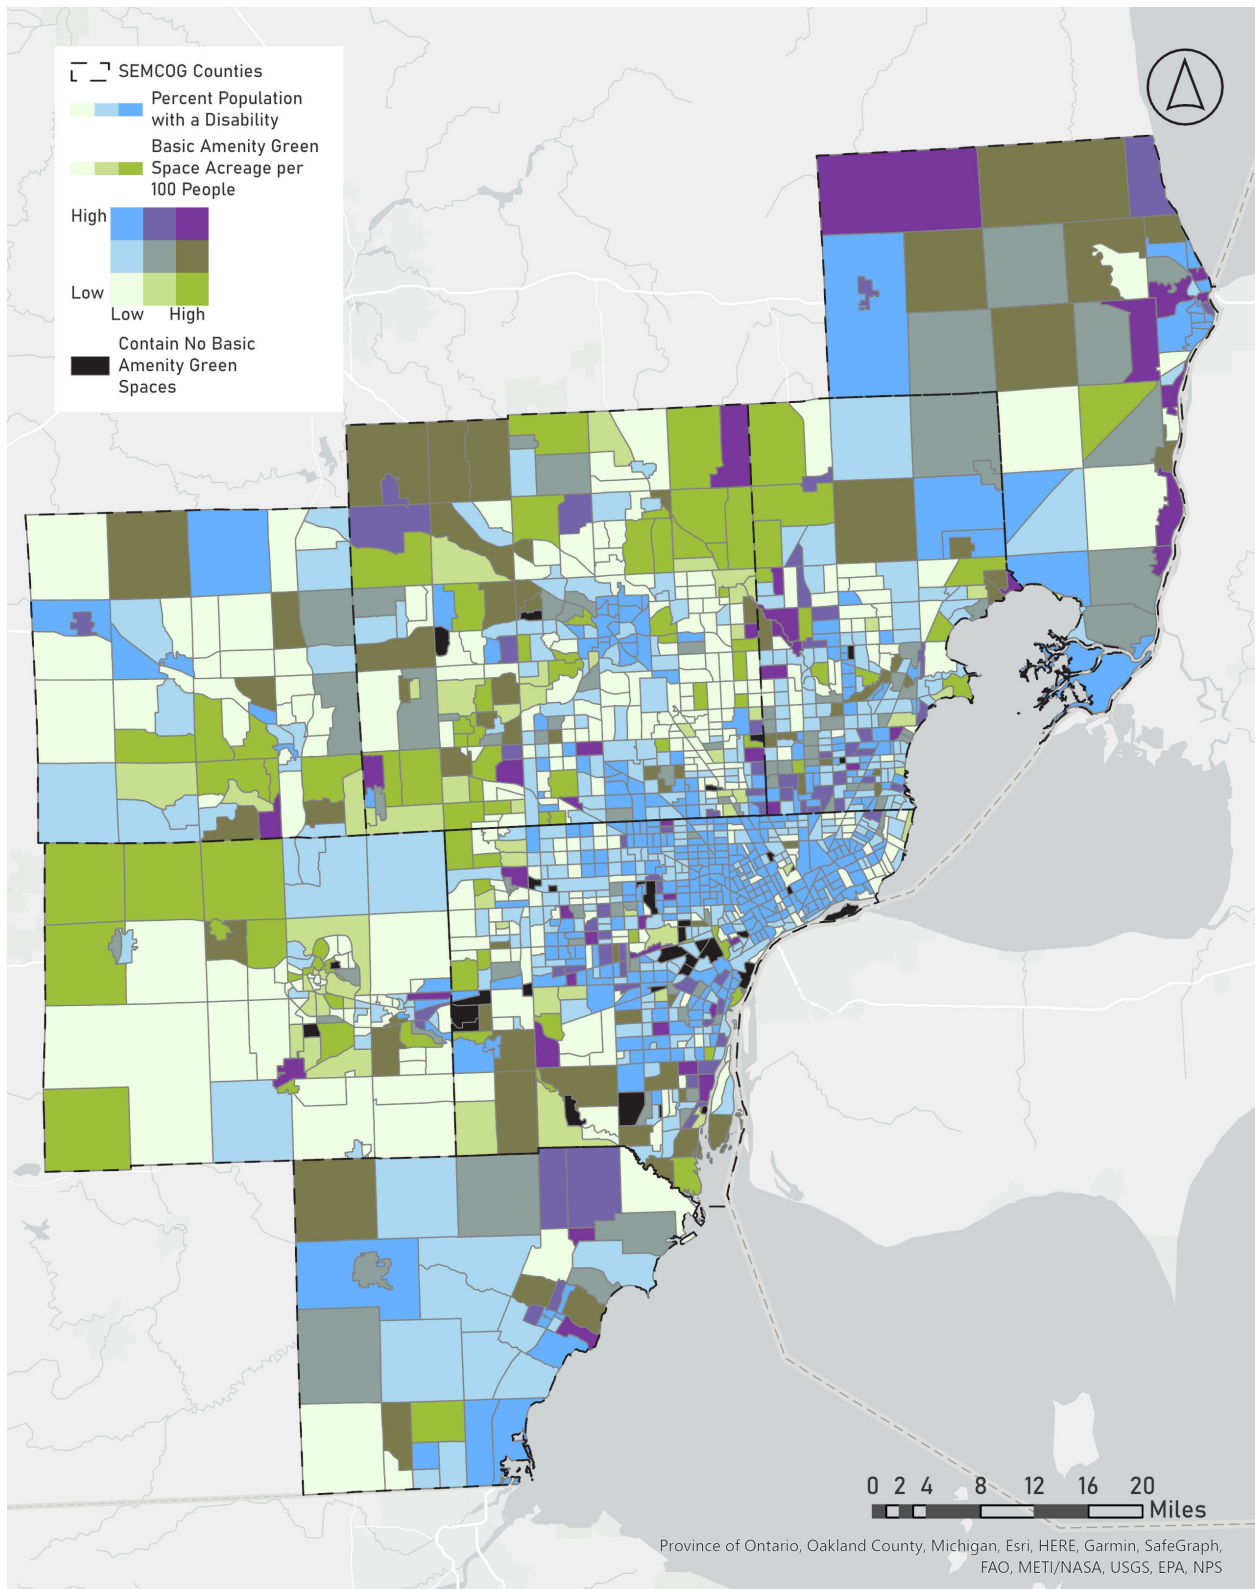 SEMCOG Counties
Percent Population
with a Disability
Basic Amenity Green
Space Acreage per
100 People
High
Low
Low High
Contain No Basic
Amenity Green
Spaces
0 2 4 8 12 16 20
Miles
Province of Ontario, Oakland County, Michigan, Esri, HERE, Garmin, SafeGraph,
FAO, METI/NASA, USGS, EPA, NPS